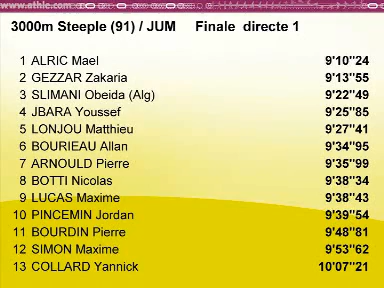 www.athle.com
3000m Steeple (91) / JUM Finale directe 1
1 ALRIC Mael 9'10''24
2 GEZZAR Zakaria 9'13''55
3 SLIMANI Obeida (Alg) 9'22''49
4 JBARA Youssef 9'25''85
5 LONJOU Matthieu 9'27''41
6 BOURIEAU Allan 9'34''95
7 ARNOULD Pierre 9'35''99
8 BOTTI Nicolas 9'38''34
9 LUCAS Maxime 9'38''43
10 PINCEMIN Jordan 9'39''54
11 BOURDIN Pierre 9'48''81
12 SIMON Maxime 9'53''62
13 COLLARD Yannick 10'07''21